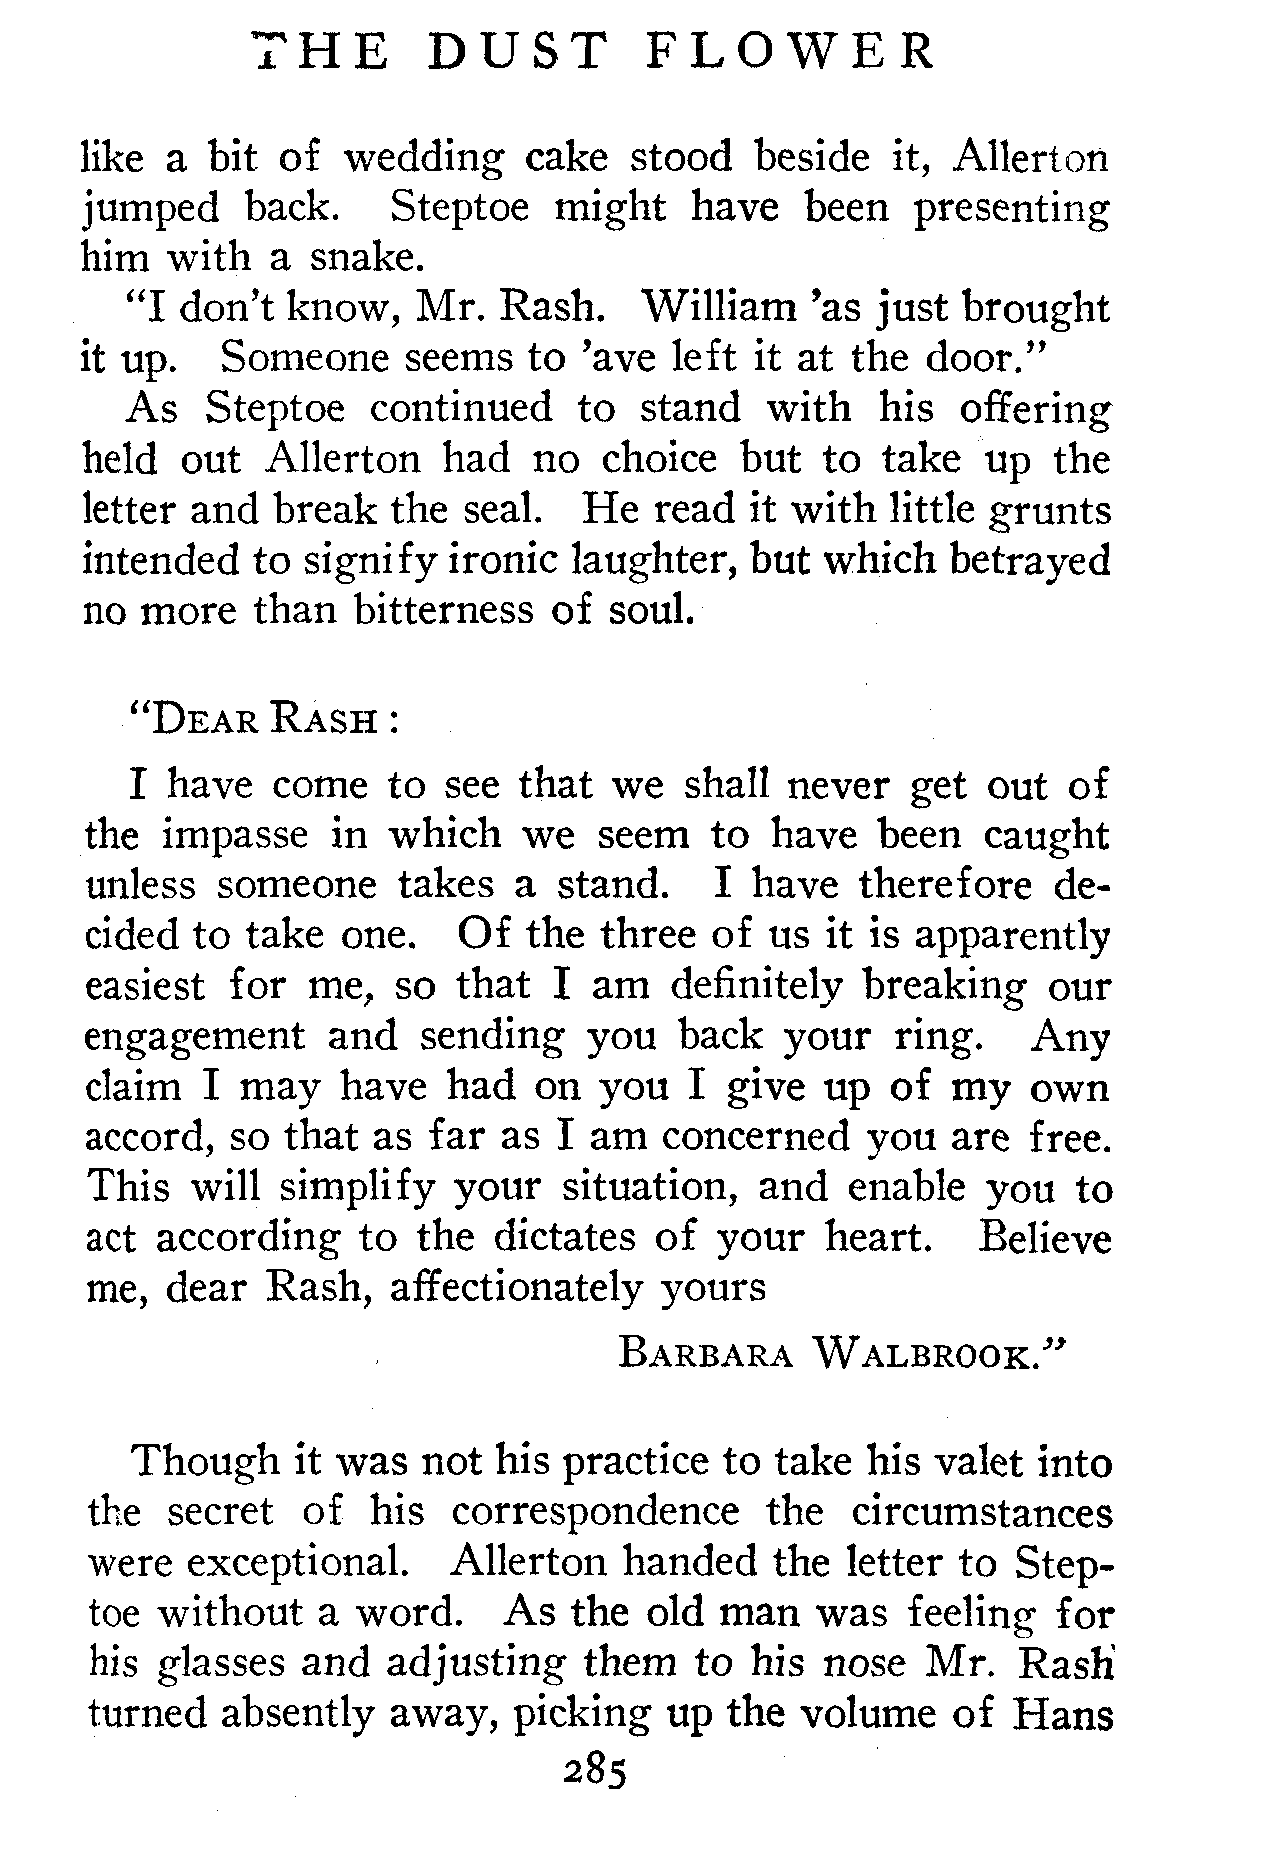 THE DUST FLOWER
like a bit of wedding cake stood beside it, Allerton
jumped back. Steptoe might have been presenting
him with a snake.
“I don’t know, Mr. Rash. William ’as just brought
it up. Someone seems to ’ave left it at the door.”
As Steptoe continued to stand with his offering
held out Allerton had no choice but to take up the
letter and break the seal. He read it with little grunts
intended to signify ironic laughter, but which betrayed
no more than bitterness of soul.
“DEAR RASH :
I have come to see that we shall never get out of
the impasse in which we seem to have been caught
unless someone takes a stand. I have therefore de-
cided to take one. Of the three of us it is apparently
easiest for me, so that I am definitely breaking our
engagement and sending you back your ring. Any
claim I may have had on you I give up of my own
accord, so that as far as I am concerned you are free.
This will simplify your situation, and enable you to
act according to the dictates of your heart. Believe
me, dear Rash, affectionately yours
BARBARA WALBROOK.”
Though it was not his practice to take his valet into
the secret of his correspondence the circumstances
were exceptional. Allerton handed the letter to Step-
toe without a word. As the old man was feeling for
his glasses and adjusting them to his nose Mr. Rash
turned absently away, picking up the volume of Hans
285